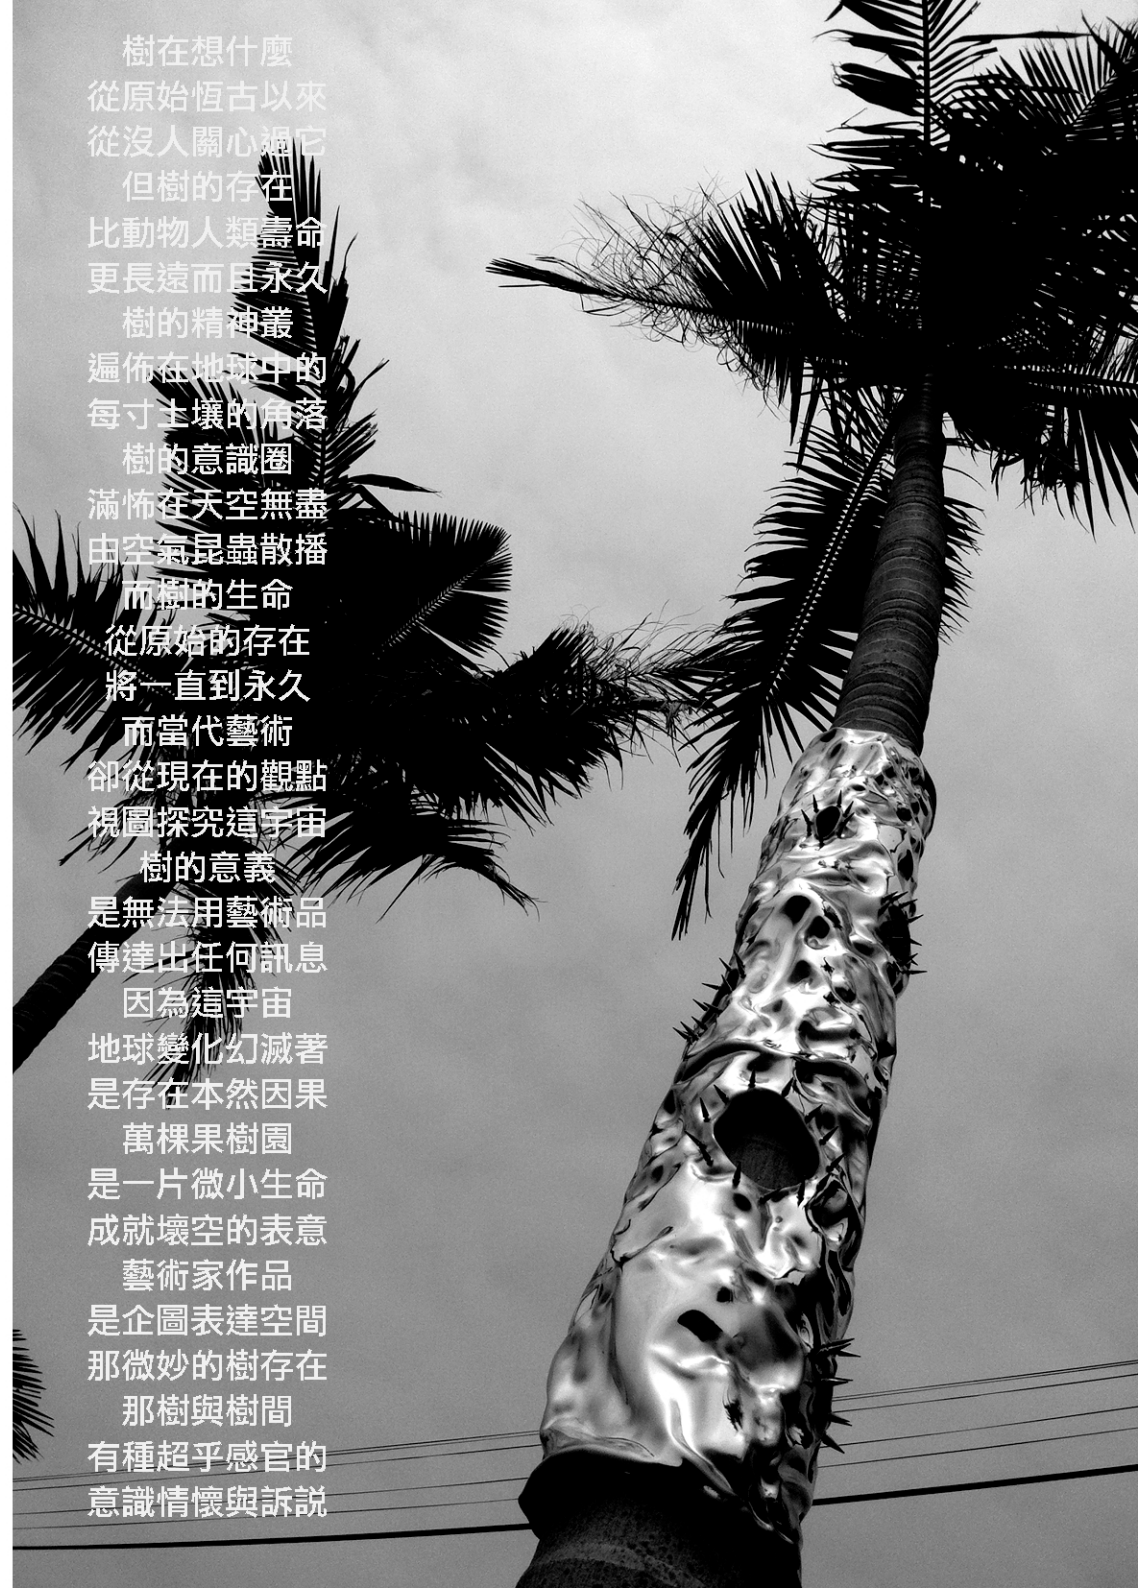 樹在想什麼
從原始恆古以來
從沒人關心過它
但樹的存在
比動物人類壽命
更長遠而且永久
樹的精神叢
遍佈在地球中的
每寸土壤的角落
樹的意識圈
滿怖在天空無盡
由空氣昆蟲散播
而樹的生命
從原始的存在
將一直到永久
而當代藝術
卻從現在的觀點
視圖探究這宇宙
樹的意義
是無法用藝術品
傳達出任何訊息
因為這宇宙
地球變化幻滅著
是存在本然因果
萬棵果樹園
是一片微小生命
成就壞空的表意
藝術家作品
是企圖表達空間
那微妙的樹存在
那樹與樹間
有種超乎感官的
意識情懷與訴説